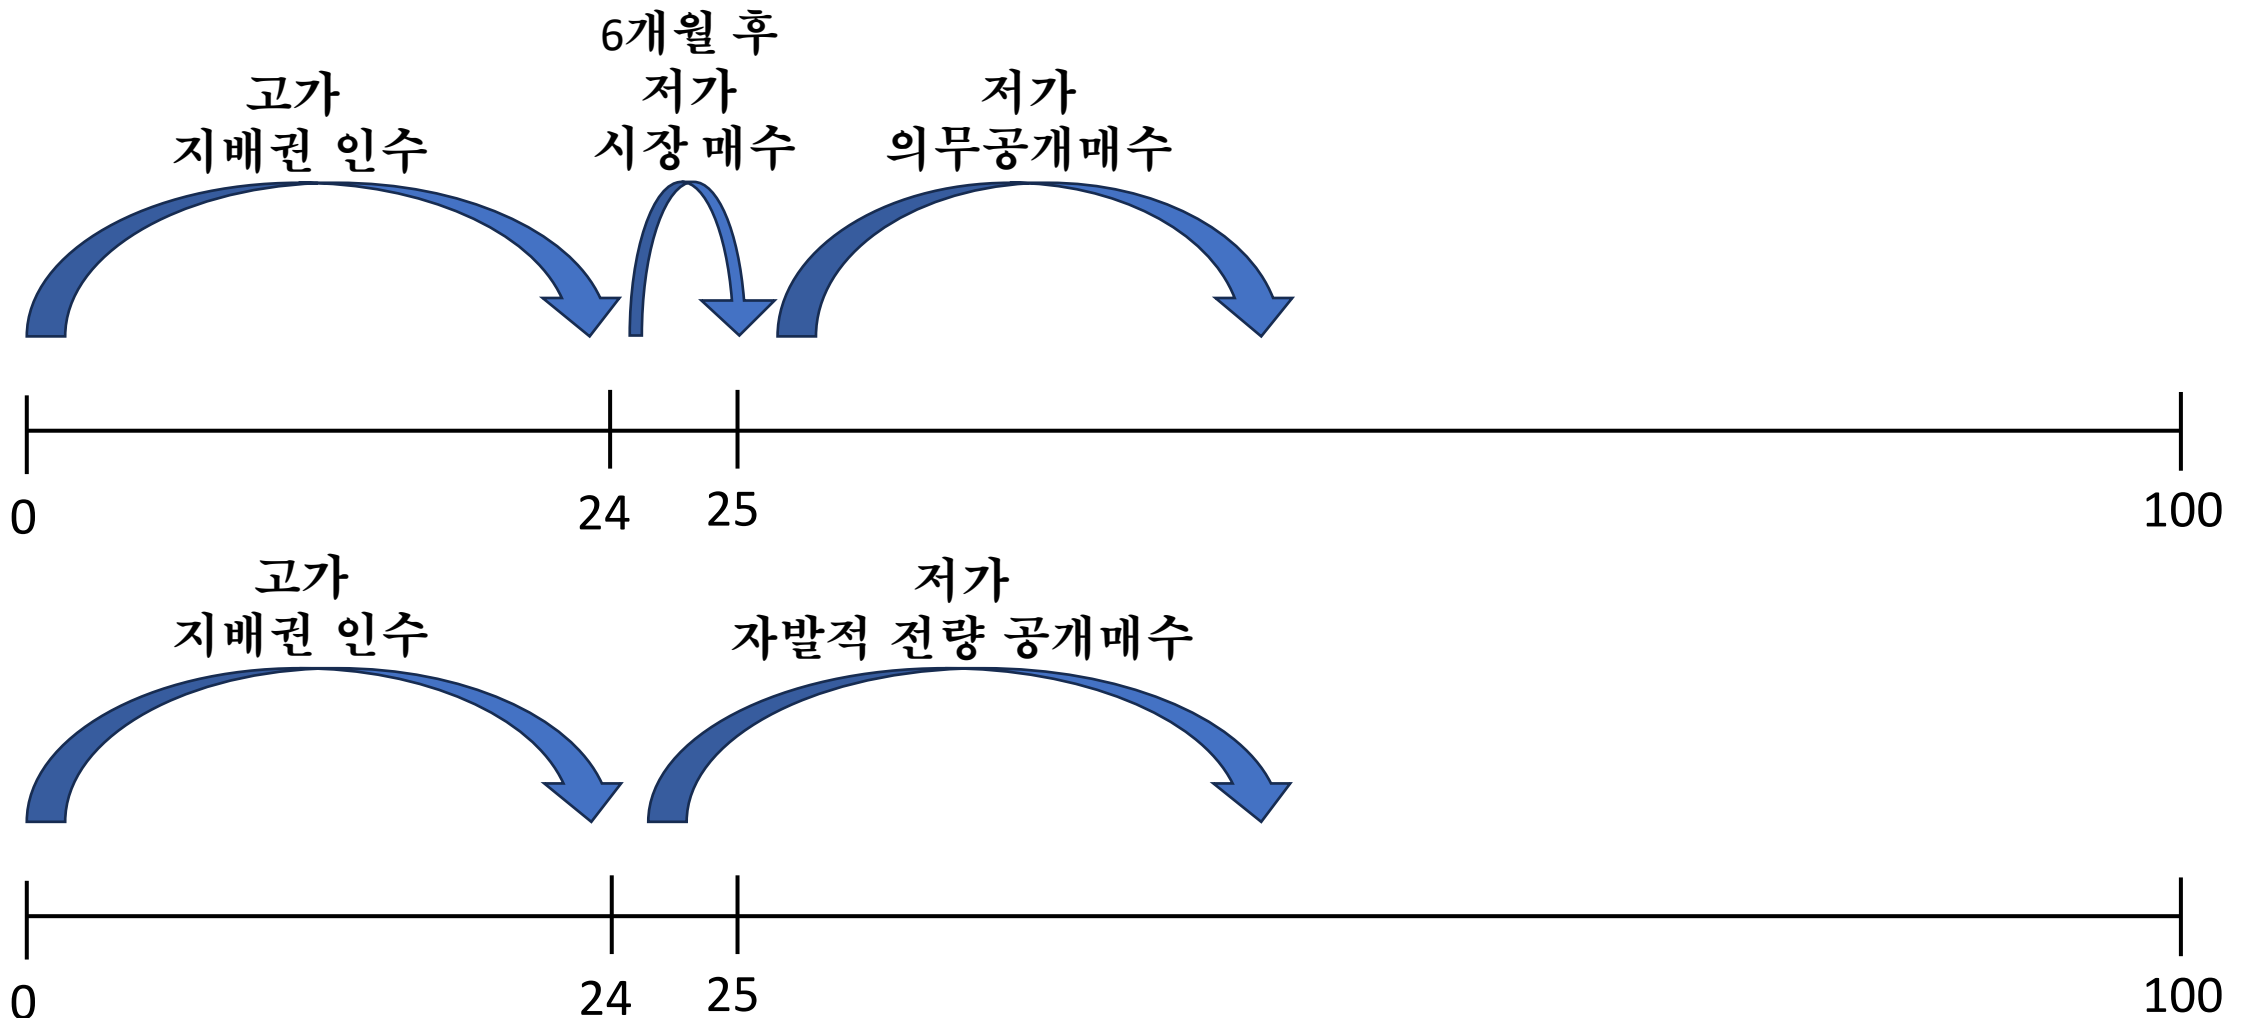 6개월 후
고가
저가
저가
지배권 인수
시장 매수
의무공개매수
0
24
25
100
고가
저가
지배권 인수
자발적 전량 공개매수
0
24
25
100